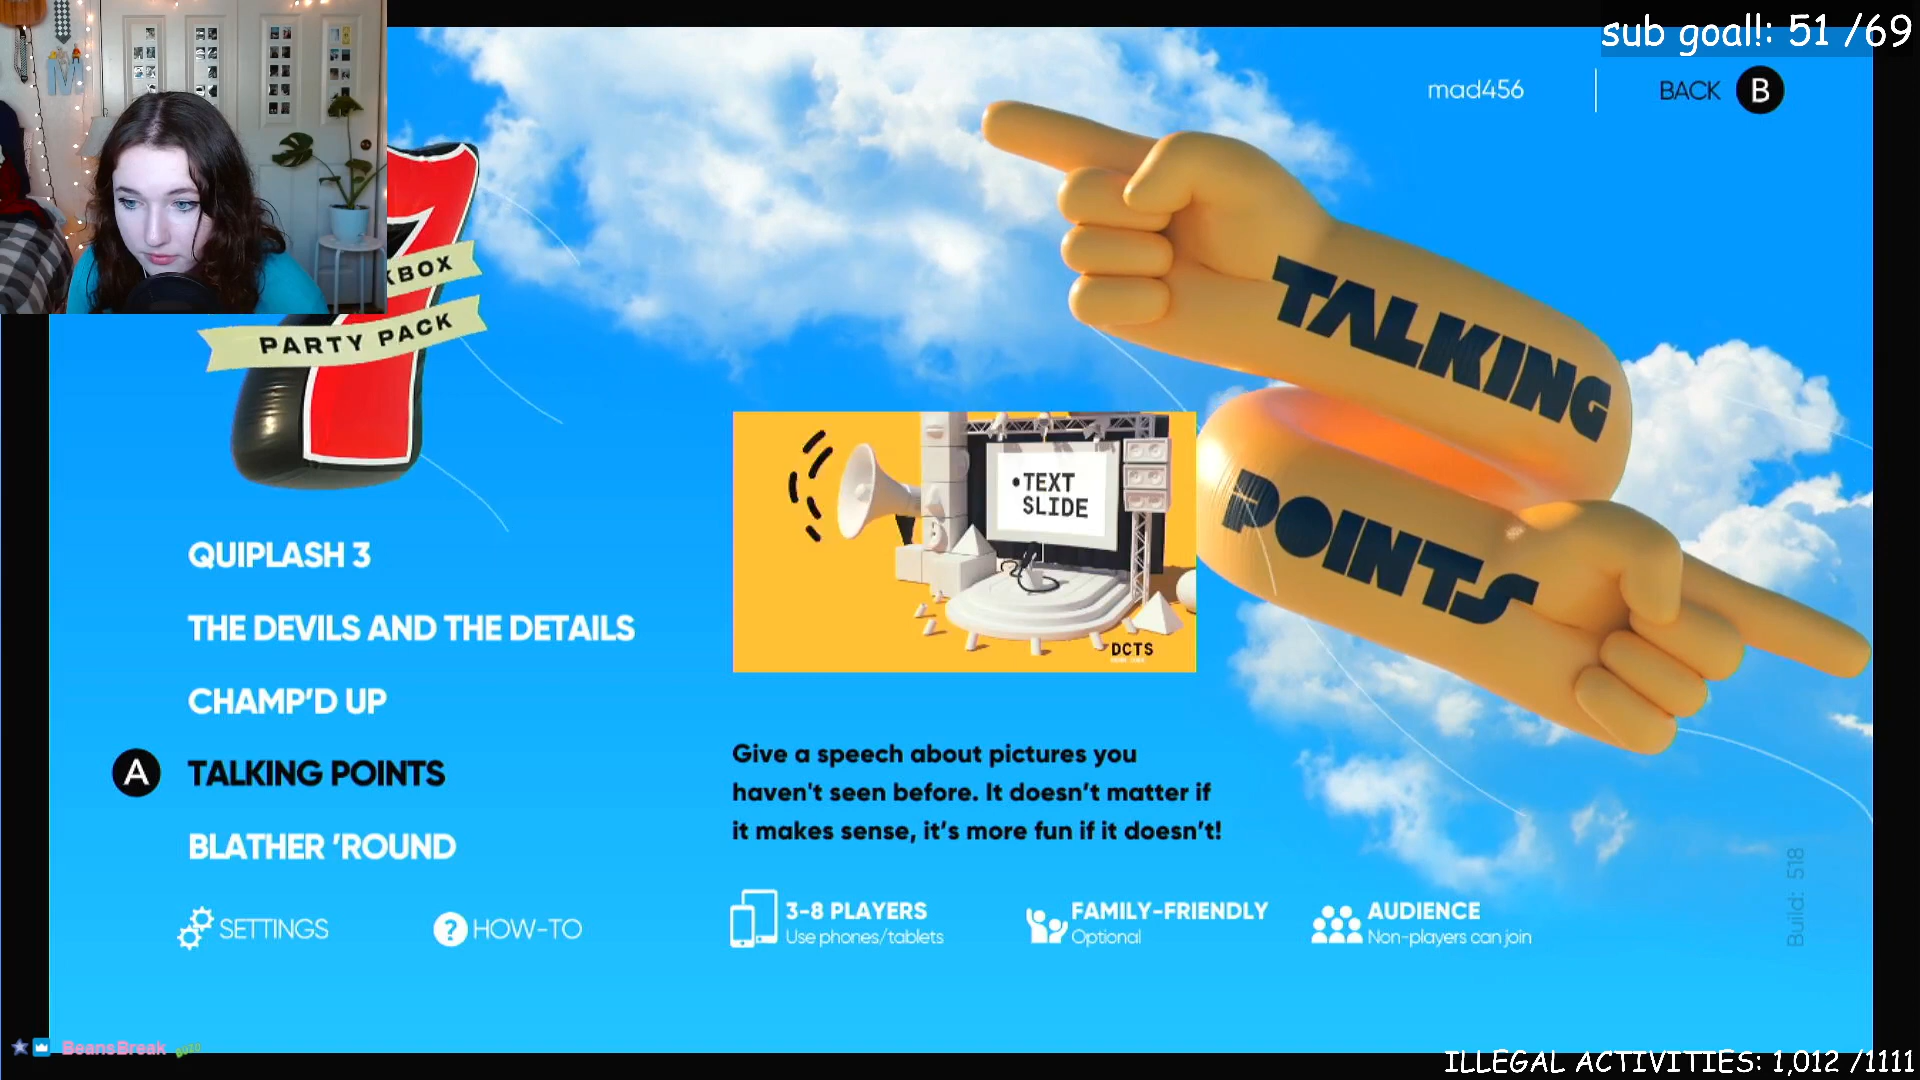 sub goal!: 51 /69
mad456
BACK B
KBOX
PARTY PACK
TALKING
POINTS
•TEXT
SLIDE
DCTS
QUIPLASH 3
THE DEVILS AND THE DETAILS
CHAMP'D UP
A TALKING POINTS
BLATHER 'ROUND
SETTINGS
? HOW-TO
Give a speech about pictures you
haven't seen before. It doesn't matter if
it makes sense, it's more fun if it doesn't!
3-8 PLAYERS
Use phones/tablets
FAMILY-FRIENDLY
Optional
AUDIENCE
Non-players can join
Build: 518
BeansBreak
ILLEGAL ACTIVITIES: 1,012 /1111